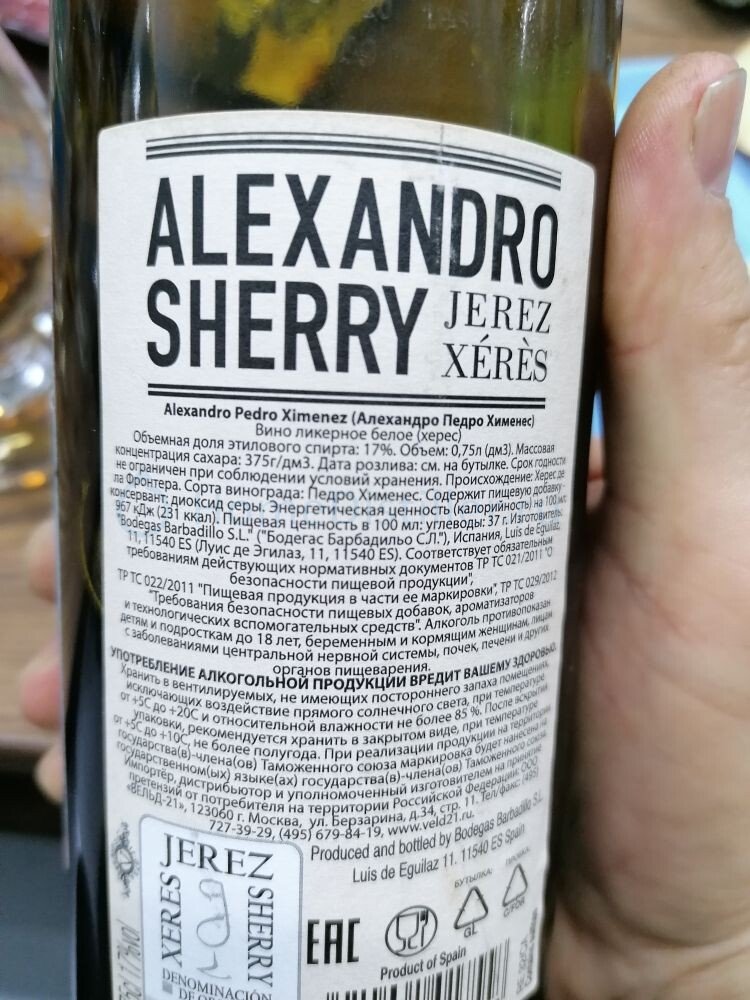 ALEXANDRO
SHERRY JEREZ
XÉRÈS
Alexandro Pedro Ximenez (Алехандро Педро Хименес)
Вино ликерное белое (херес)
Объемная доля этилового спирта: 17%. Объем: 0,75л (дм3). Массовая
концентрация сахара: 375г/дм3. Дата розлива: см. на бутылке. Срок годности
не ограничен при соблюдении условий хранения. Происхождение: Херес де
ла Фронтера. Сорта винограда: Педро Хименес. Содержит пищевую добавку -
консервант: диоксид серы. Энергетическая ценность (калорийность) на 100 мл:
967 кДж (231 ккал). Пищевая ценность в 100 мл: углеводы: 37 г. Изготовитель:
"Bodegas Barbadillo S.L." ("Бодегас Барбадильо С.Л."), Испания, Luis de Eguilaz,
11, 11540 ES (Луис де Эгилаз, 11, 11540 ES). Соответствует обязательным
требованиям действующих нормативных документов ТР ТС 021/2011 "О
безопасности пищевой продукции",
ТР ТС 022/2011 "Пищевая продукция в части ее маркировки", ТР ТС 029/2012
"Требования безопасности пищевых добавок, ароматизаторов
и технологических вспомогательных средств". Алкоголь противопоказан
детям и подросткам до 18 лет, беременным и кормящим женщинам, лицам
с заболеваниями центральной нервной системы, почек, печени и других
органов пищеварения.
УПОТРЕБЛЕНИЕ АЛКОГОЛЬНОЙ ПРОДУКЦИИ ВРЕДИТ ВАШЕМУ ЗДОРОВЬЮ.
Хранить в вентилируемых, не имеющих постороннего запаха помещениях,
исключающих воздействие прямого солнечного света, при температуре
от +5С до +20С и относительной влажности не более 85 %. После вскрытия
упаковки, рекомендуется хранить в закрытом виде, при температуре
от +5С до +10С, не более полугода. При реализации продукции на территории
государства(в)-члена(ов) Таможенного союза маркировка будет нанесена на
государственном(ых) языке(ах) государства(в)-члена(ов) Таможенного союза.
Импортёр, дистрибьютор и уполномоченный изготовителем на принятие
претензий от потребителя на территории Российской Федерации: ООО
«ВЕЛЬД-21», 123060 г. Москва, ул. Берзарина, д.34, стр. 11. Тел/факс: (495)
727-39-29, (495) 679-84-19, www.veld21.ru.
Produced and bottled by Bodegas Barbadillo S.L.
Luis de Eguilaz 11. 11540 ES Spain
JEREZ
XERES
SHERRY
DENOMINACIÓN
17%vol
EAC
БУТЫЛКА:
ПРОБКА:
GL
C/FOR
Product of Spain